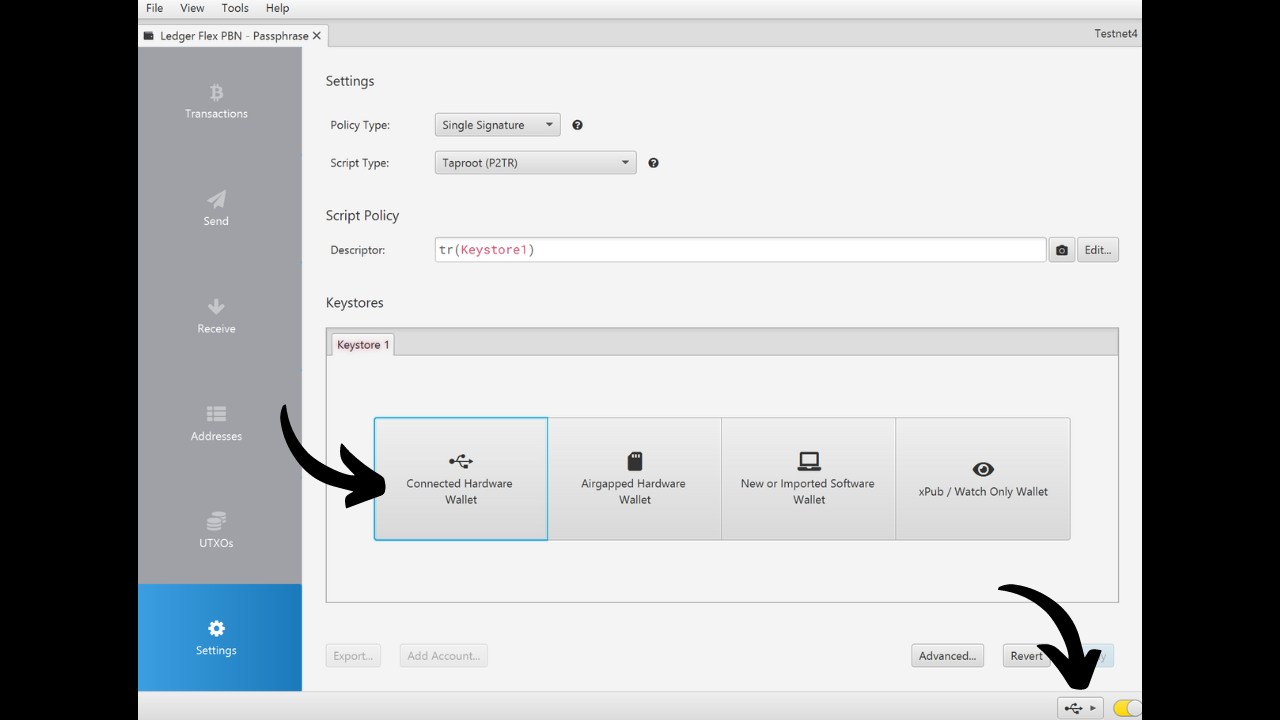 File View Tools Help
Ledger Flex PBN - Passphrase
Testnet4
Transactions
Send
Receive
Addresses
UTXOs
Settings
Settings
Policy Type: Single Signature
Script Type: Taproot (P2TR)
Script Policy
Descriptor: tr(Keystore1) Edit...
Keystores
Keystore 1
Connected Hardware
Wallet
Airgapped Hardware
Wallet
New or Imported Software
Wallet
xPub / Watch Only Wallet
Export... Add Account... Advanced... Revert